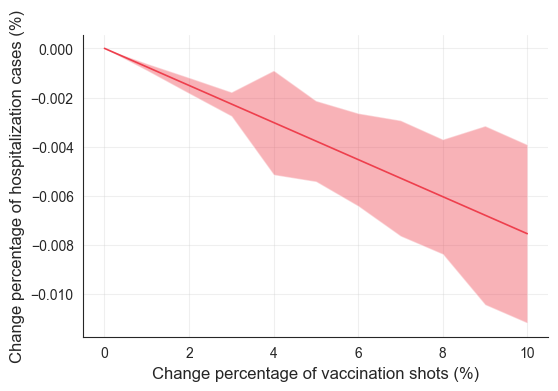 Change percentage of hospitalization cases (%)
0.000
−0.002
−0.004
−0.006
−0.008
−0.010
0 2 4 6 8 10
Change percentage of vaccination shots (%)